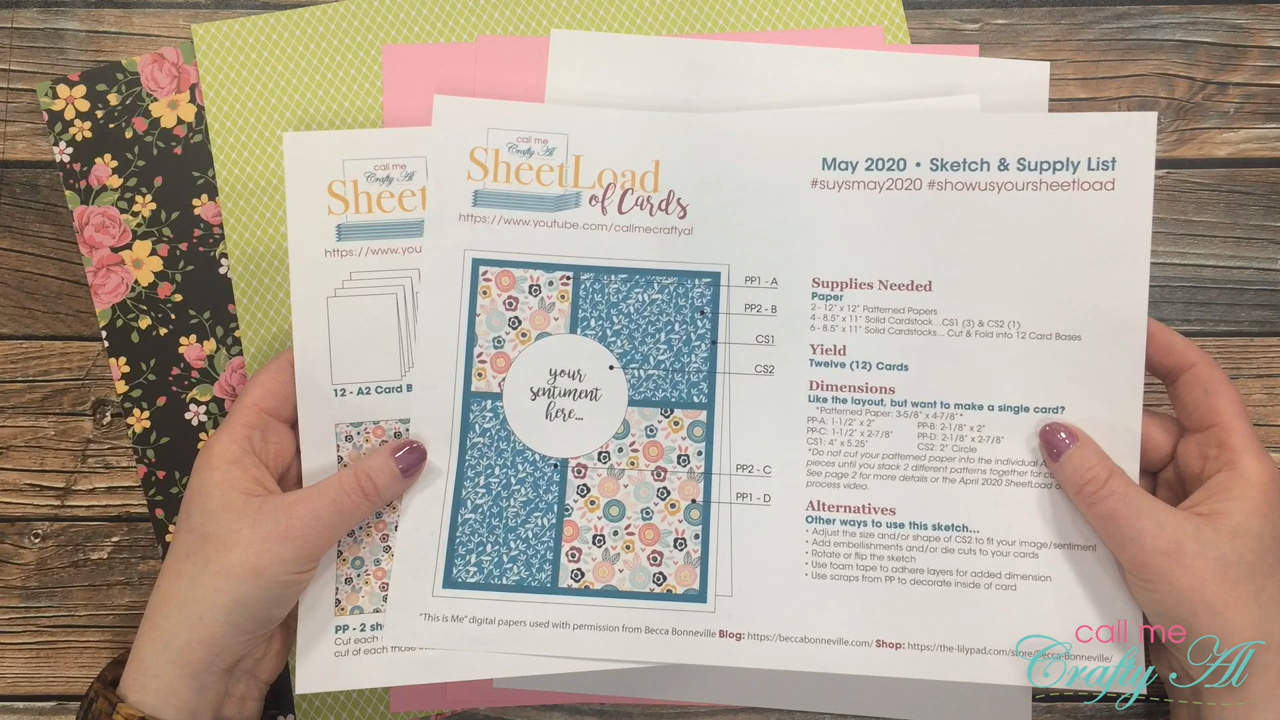 call me
Crafty Al
Sheet
https://www.you
12 - A2 Card B
PP - 2 sh
Cut each
cut of each
call me
Crafty Al
SheetLoad
of Cards
https://www.youtube.com/callmecraftyal
May 2020 • Sketch & Supply List
#suysmay2020 #showusyoursheetload
PP1 - A
PP2 - B
CS1
CS2
your
sentiment
here...
PP2 - C
PP1 - D
Supplies Needed
Paper
2 - 12" x 12" Patterned Papers
4 - 8.5" x 11" Solid Cardstock...CS1 (3) & CS2 (1)
6 - 8.5" x 11" Solid Cardstocks... Cut & Fold into 12 Card Bases
Yield
Twelve (12) Cards
Dimensions
Like the layout, but want to make a single card?
*Patterned Paper: 3-5/8" x 4-7/8"*
PP-A: 1-1/2" x 2" PP-B: 2-1/8" x 2"
PP-C: 1-1/2" x 2-7/8" PP-D: 2-1/8" x 2-7/8"
CS1: 4" x 5.25" CS2: 2" Circle
*Do not cut your patterned paper into the individual A
pieces until you stack 2 different patterns together for
See page 2 for more details or the April 2020 SheetLoad
process video.
Alternatives
Other ways to use this sketch...
• Adjust the size and/or shape of CS2 to fit your image/sentiment
• Add embellishments and/or die cuts to your cards
• Rotate or flip the sketch
• Use foam tape to adhere layers for added dimension
• Use scraps from PP to decorate inside of card
"This is Me" digital papers used with permission from Becca Bonneville Blog: https://beccabonneville.com/ Shop: https://the-lilypad.com/store/Becca-Bonneville/
call me
Crafty Al